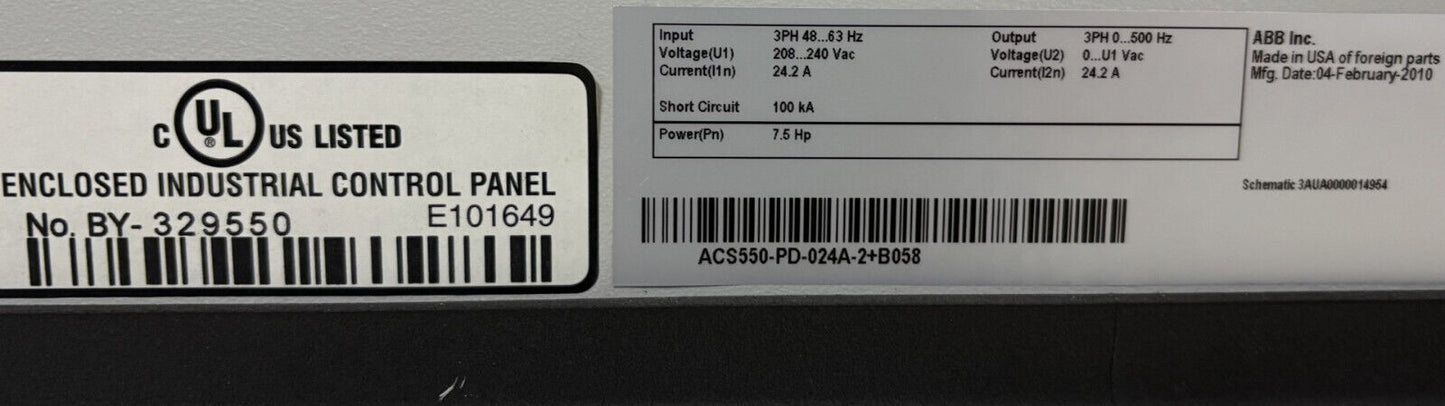 C UL US LISTED
®
ENCLOSED INDUSTRIAL CONTROL PANEL
No. BY- 329550 E101649
Input 3PH 48...63 Hz Output 3PH 0...500 Hz
Voltage(U1) 208...240 Vac Voltage(U2) 0...U1 Vac
Current(I1n) 24.2 A Current(I2n) 24.2 A
Short Circuit 100 kA
Power(Pn) 7.5 Hp
ABB Inc.
Made in USA of foreign parts
Mfg. Date:04-February-2010
Schematic 3AUA0000014954
ACS550-PD-024A-2+B058